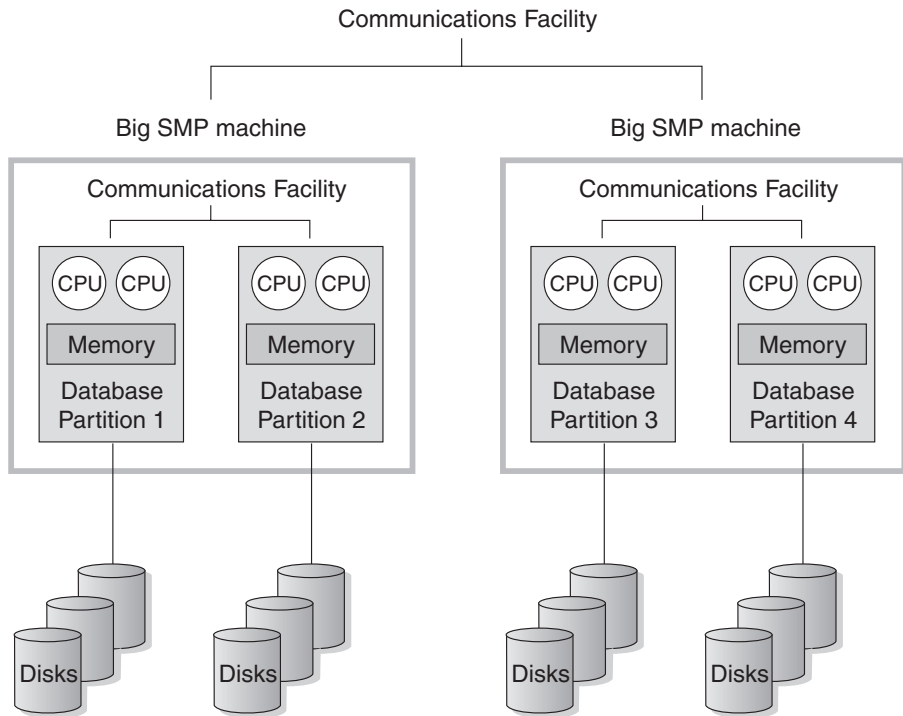 Communications Facility
Big SMP machine
Big SMP machine
Communications Facility
Communications Facility
CPU CPU
CPU CPU
CPU CPU
CPU CPU
Memory
Memory
Memory
Memory
Database
Partition 1
Database
Partition 2
Database
Partition 3
Database
Partition 4
Disks
Disks
Disks
Disks